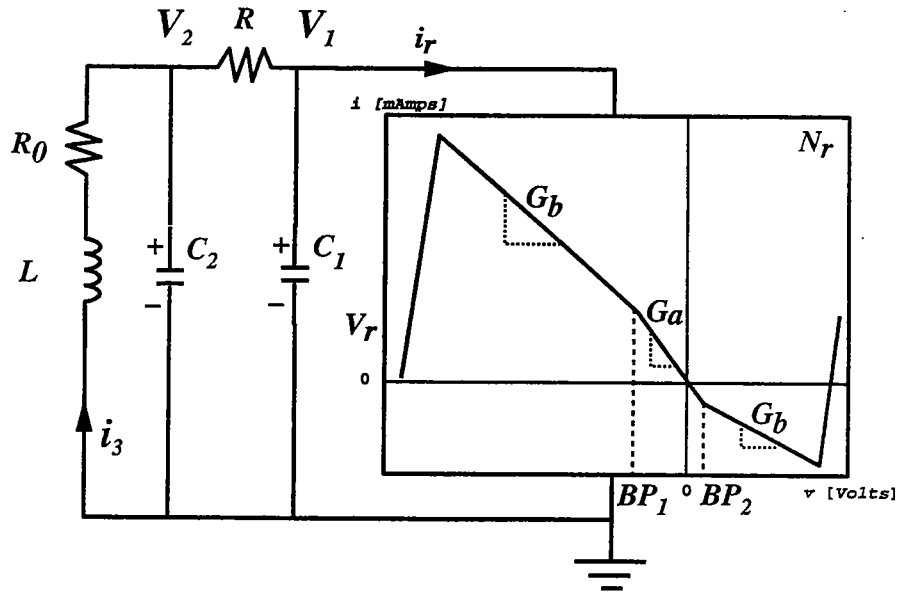 V2 R V1 ir
i [mAmps]
R0
Nr
Gb
+ C2 + C1
L
Ga
− −
Vr
0
Gb
i3
BP1 0 BP2 v [Volts]